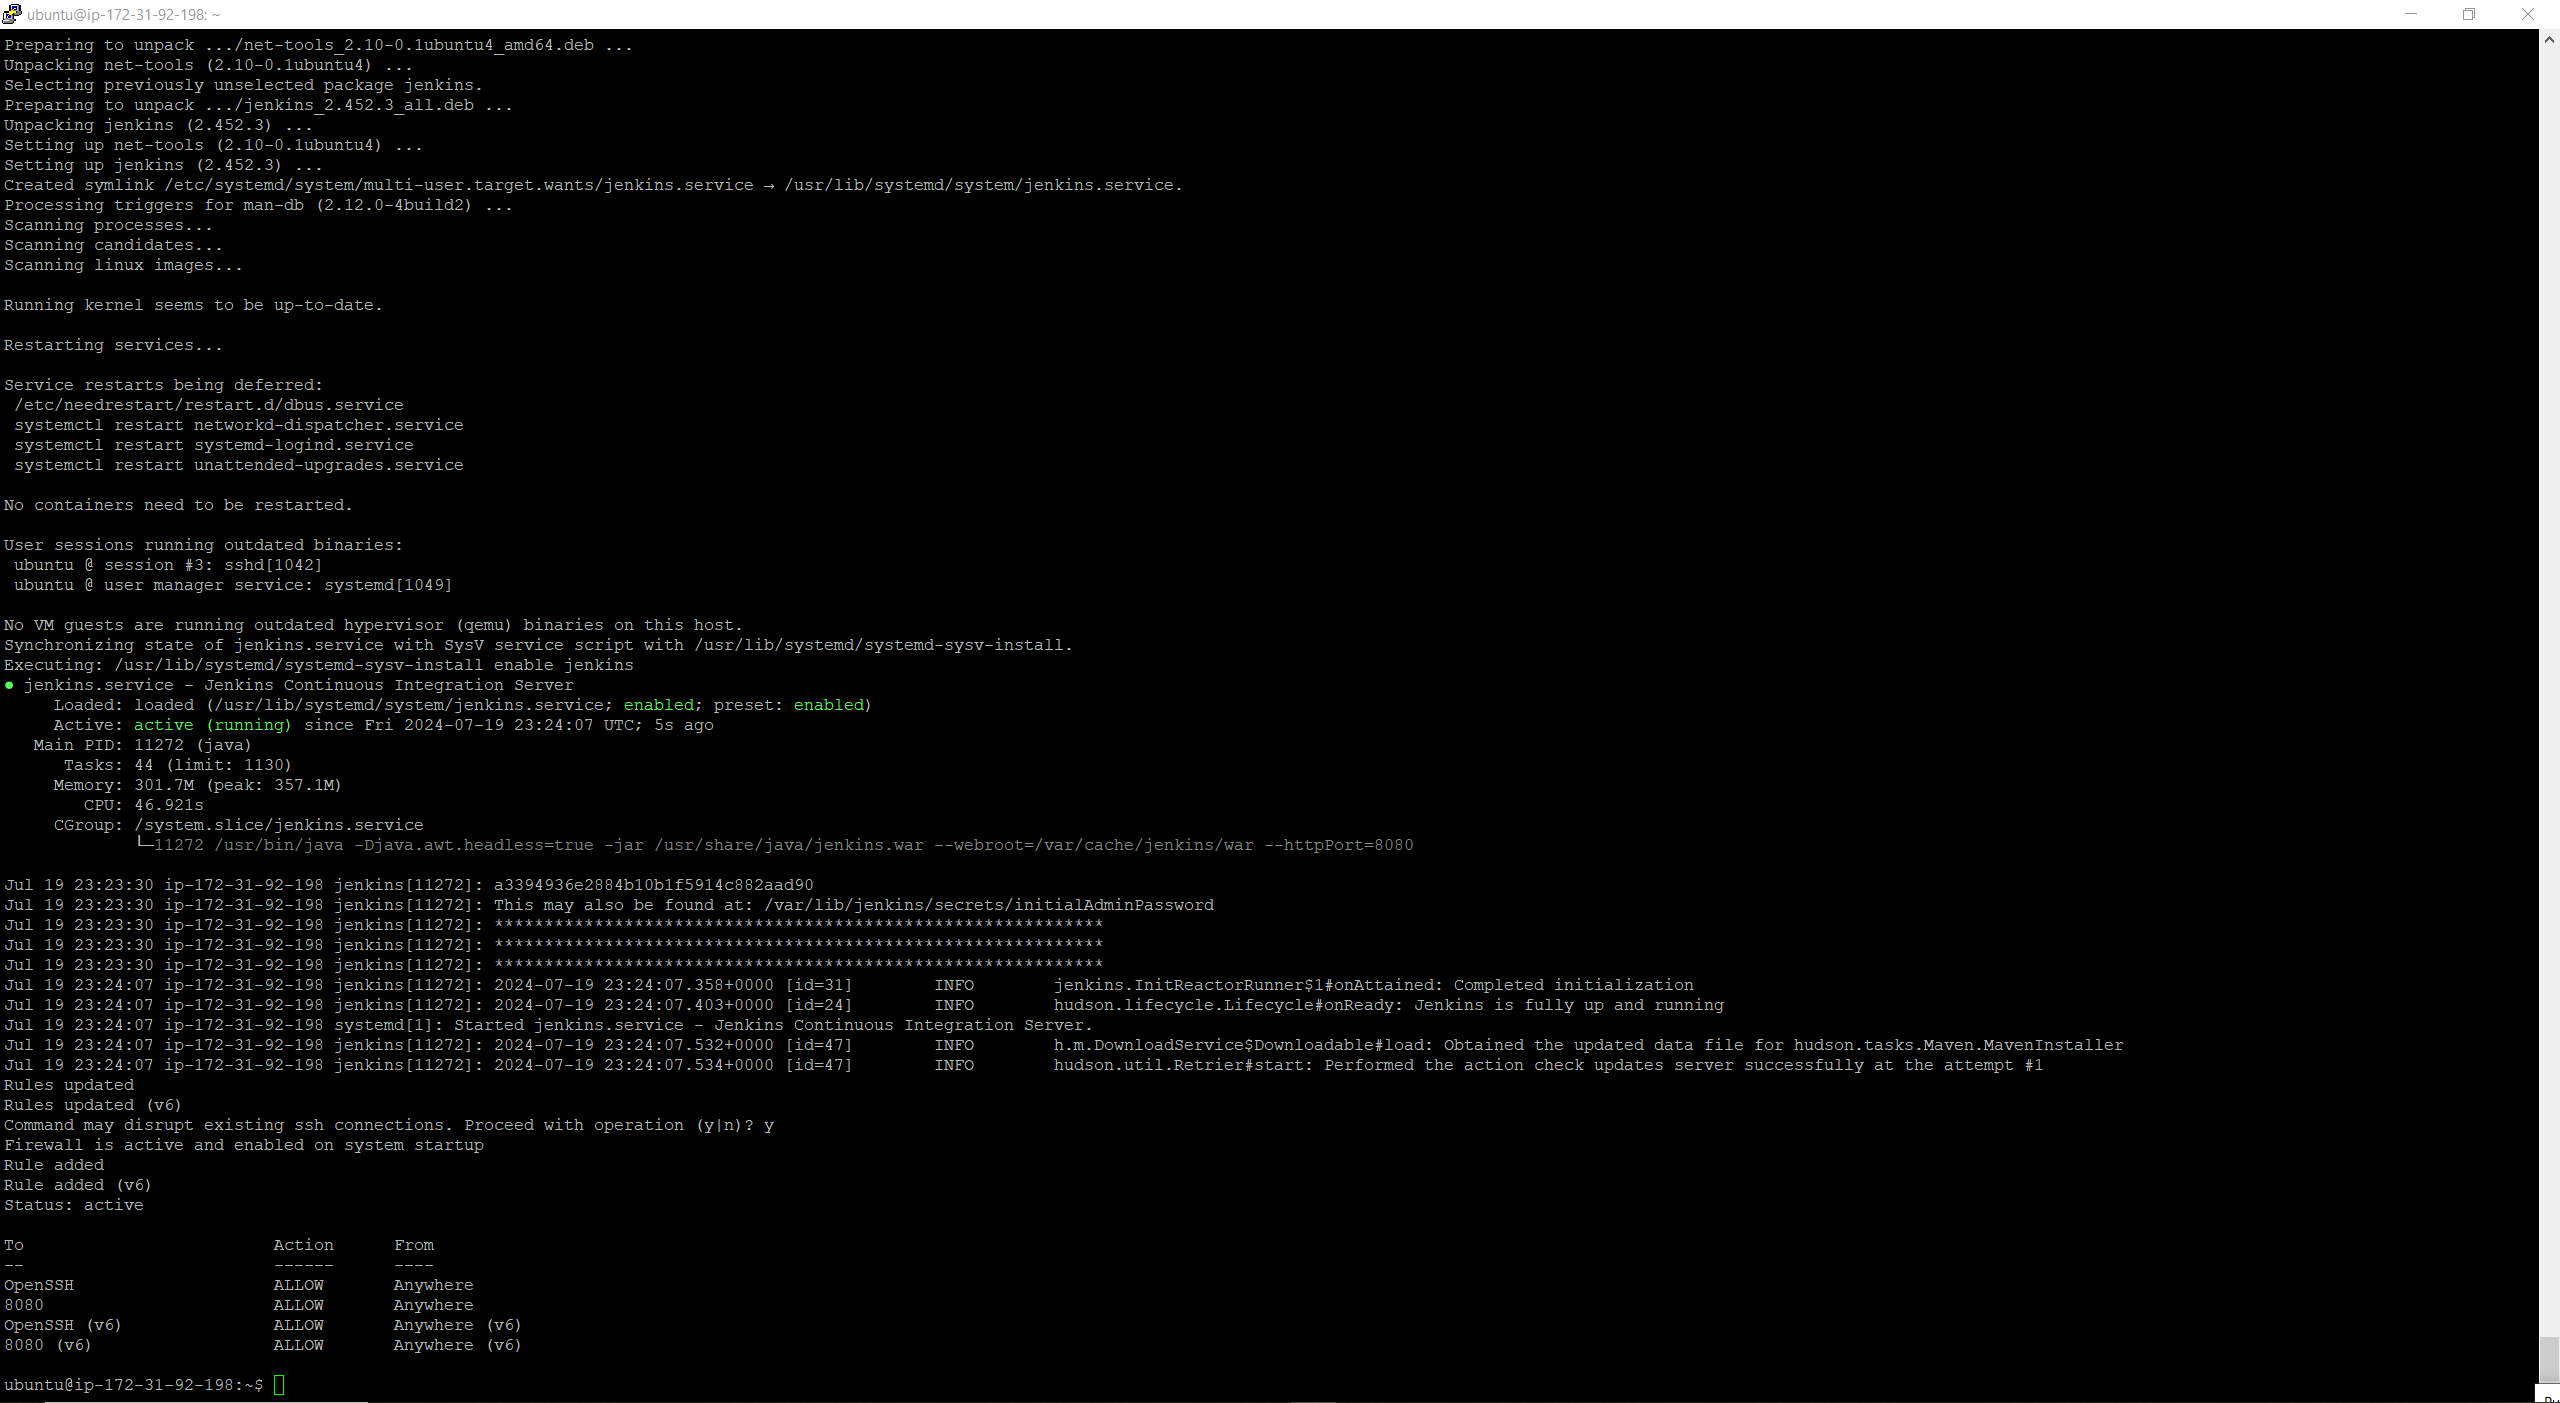 ubuntu@ip-172-31-92-198: ~
Preparing to unpack .../net-tools_2.10-0.1ubuntu4_amd64.deb ...
Unpacking net-tools (2.10-0.1ubuntu4) ...
Selecting previously unselected package jenkins.
Preparing to unpack .../jenkins_2.452.3_all.deb ...
Unpacking jenkins (2.452.3) ...
Setting up net-tools (2.10-0.1ubuntu4) ...
Setting up jenkins (2.452.3) ...
Created symlink /etc/systemd/system/multi-user.target.wants/jenkins.service → /usr/lib/systemd/system/jenkins.service.
Processing triggers for man-db (2.12.0-4build2) ...
Scanning processes...
Scanning candidates...
Scanning linux images...
Running kernel seems to be up-to-date.
Restarting services...
Service restarts being deferred:
 /etc/needrestart/restart.d/dbus.service
 systemctl restart networkd-dispatcher.service
 systemctl restart systemd-logind.service
 systemctl restart unattended-upgrades.service
No containers need to be restarted.
User sessions running outdated binaries:
 ubuntu @ session #3: sshd[1042]
 ubuntu @ user manager service: systemd[1049]
No VM guests are running outdated hypervisor (qemu) binaries on this host.
Synchronizing state of jenkins.service with SysV service script with /usr/lib/systemd/systemd-sysv-install.
Executing: /usr/lib/systemd/systemd-sysv-install enable jenkins
● jenkins.service - Jenkins Continuous Integration Server
     Loaded: loaded (/usr/lib/systemd/system/jenkins.service; enabled; preset: enabled)
     Active: active (running) since Fri 2024-07-19 23:24:07 UTC; 5s ago
   Main PID: 11272 (java)
      Tasks: 44 (limit: 1130)
     Memory: 301.7M (peak: 357.1M)
        CPU: 46.921s
     CGroup: /system.slice/jenkins.service
             └─11272 /usr/bin/java -Djava.awt.headless=true -jar /usr/share/java/jenkins.war --webroot=/var/cache/jenkins/war --httpPort=8080
Jul 19 23:23:30 ip-172-31-92-198 jenkins[11272]: a3394936e2884b10b1f5914c882aad90
Jul 19 23:23:30 ip-172-31-92-198 jenkins[11272]: This may also be found at: /var/lib/jenkins/secrets/initialAdminPassword
Jul 19 23:23:30 ip-172-31-92-198 jenkins[11272]: *************************************************************
Jul 19 23:23:30 ip-172-31-92-198 jenkins[11272]: *************************************************************
Jul 19 23:23:30 ip-172-31-92-198 jenkins[11272]: *************************************************************
Jul 19 23:24:07 ip-172-31-92-198 jenkins[11272]: 2024-07-19 23:24:07.358+0000 [id=31]        INFO        jenkins.InitReactorRunner$1#onAttained: Completed initialization
Jul 19 23:24:07 ip-172-31-92-198 jenkins[11272]: 2024-07-19 23:24:07.403+0000 [id=24]        INFO        hudson.lifecycle.Lifecycle#onReady: Jenkins is fully up and running
Jul 19 23:24:07 ip-172-31-92-198 systemd[1]: Started jenkins.service - Jenkins Continuous Integration Server.
Jul 19 23:24:07 ip-172-31-92-198 jenkins[11272]: 2024-07-19 23:24:07.532+0000 [id=47]        INFO        h.m.DownloadService$Downloadable#load: Obtained the updated data file for hudson.tasks.Maven.MavenInstaller
Jul 19 23:24:07 ip-172-31-92-198 jenkins[11272]: 2024-07-19 23:24:07.534+0000 [id=47]        INFO        hudson.util.Retrier#start: Performed the action check updates server successfully at the attempt #1
Rules updated
Rules updated (v6)
Command may disrupt existing ssh connections. Proceed with operation (y|n)? y
Firewall is active and enabled on system startup
Rule added
Rule added (v6)
Status: active
To                         Action      From
--                         ------      ----
OpenSSH                    ALLOW       Anywhere
8080                       ALLOW       Anywhere
OpenSSH (v6)               ALLOW       Anywhere (v6)
8080 (v6)                  ALLOW       Anywhere (v6)
ubuntu@ip-172-31-92-198:~$